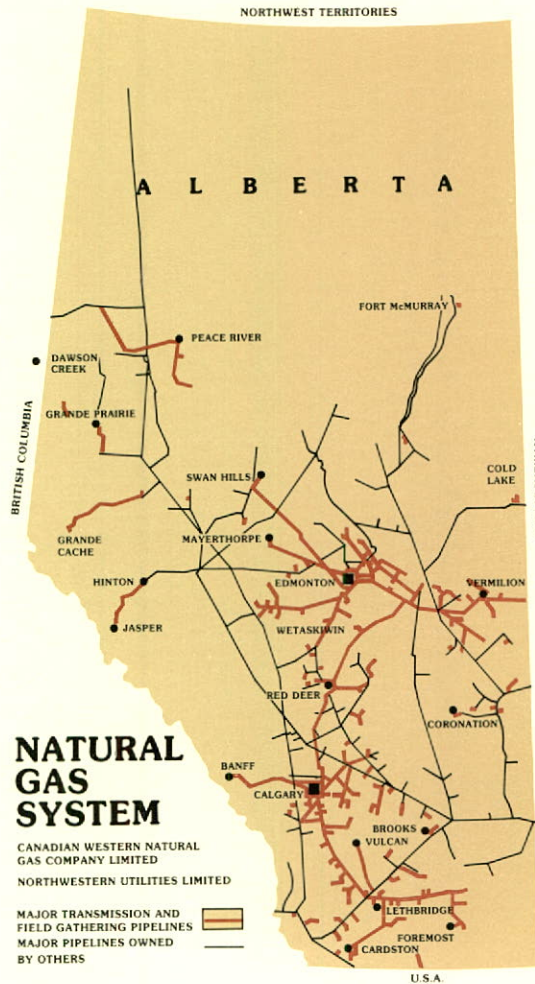 NORTHWEST TERRITORIES
ALBERTA
FORT McMURRAY
PEACE RIVER
DAWSON
CREEK
BRITISH COLUMBIA
GRANDE PRAIRIE
COLD
LAKE
SWAN HILLS
GRANDE
CACHE
MAYERTHORPE
HINTON
EDMONTON
VERMILION
JASPER
WETASKIWIN
RED DEER
CORONATION
NATURAL
GAS
SYSTEM
BANFF
CALGARY
BROOKS
VULCAN
CANADIAN WESTERN NATURAL
GAS COMPANY LIMITED
NORTHWESTERN UTILITIES LIMITED
MAJOR TRANSMISSION AND
FIELD GATHERING PIPELINES
MAJOR PIPELINES OWNED
BY OTHERS
LETHBRIDGE
FOREMOST
CARDSTON
U.S.A.